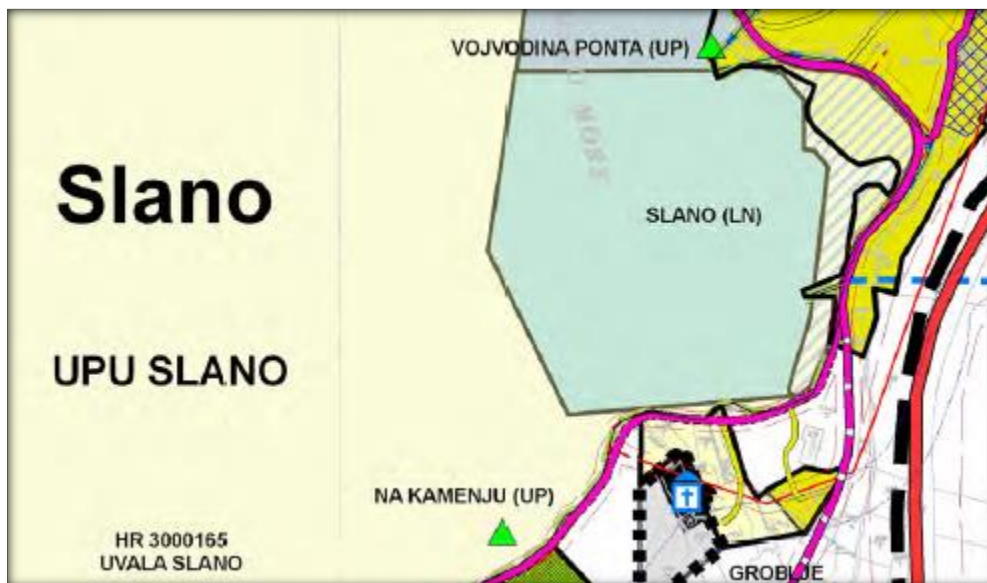 VOJVODINA PONTA (UP)
Slano
SLANO (LN)
UPU SLANO
NA KAMENJU (UP)
HR 3000165
UVALA SLANO
GROBLJE